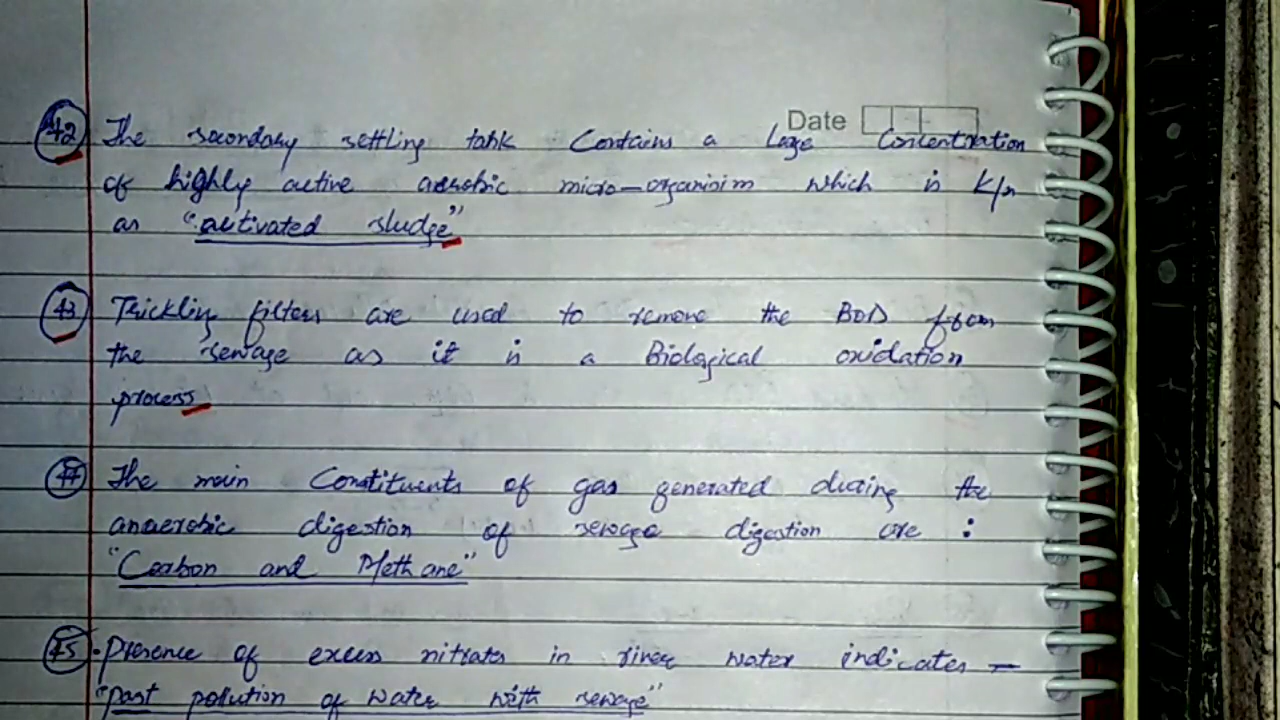 Date
42 The secondary settling tank Contains a Large Concentration
of highly active aerobic micro-organisim which is K/n
as "activated sludge"
43 Trickling filters are used to remove the BOD from
the sewage as it is a Biological oxidation
process
44 The main Constituents of gas generated during the
anaerobic digestion of sewage digestion are :
"Carbon and Methane"
45 . Presence of excess nitrates in river water indicates -
"past pollution of water with sewage"